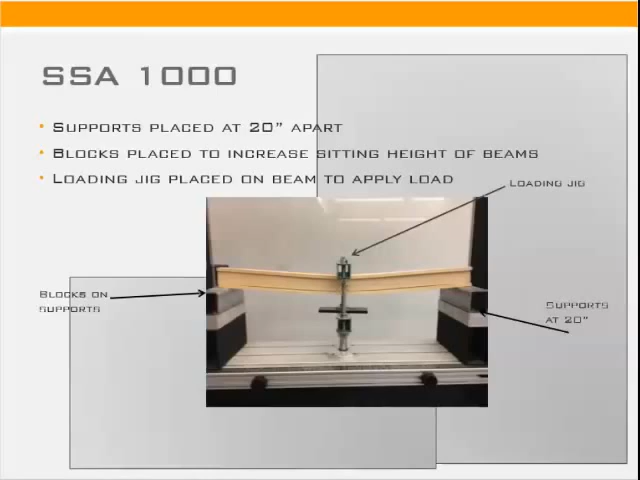 SSA 1000
• Supports placed at 20” apart
• Blocks placed to increase sitting height of beams
• Loading jig placed on beam to apply load
Loading jig
Blocks on
supports
Supports
at 20”